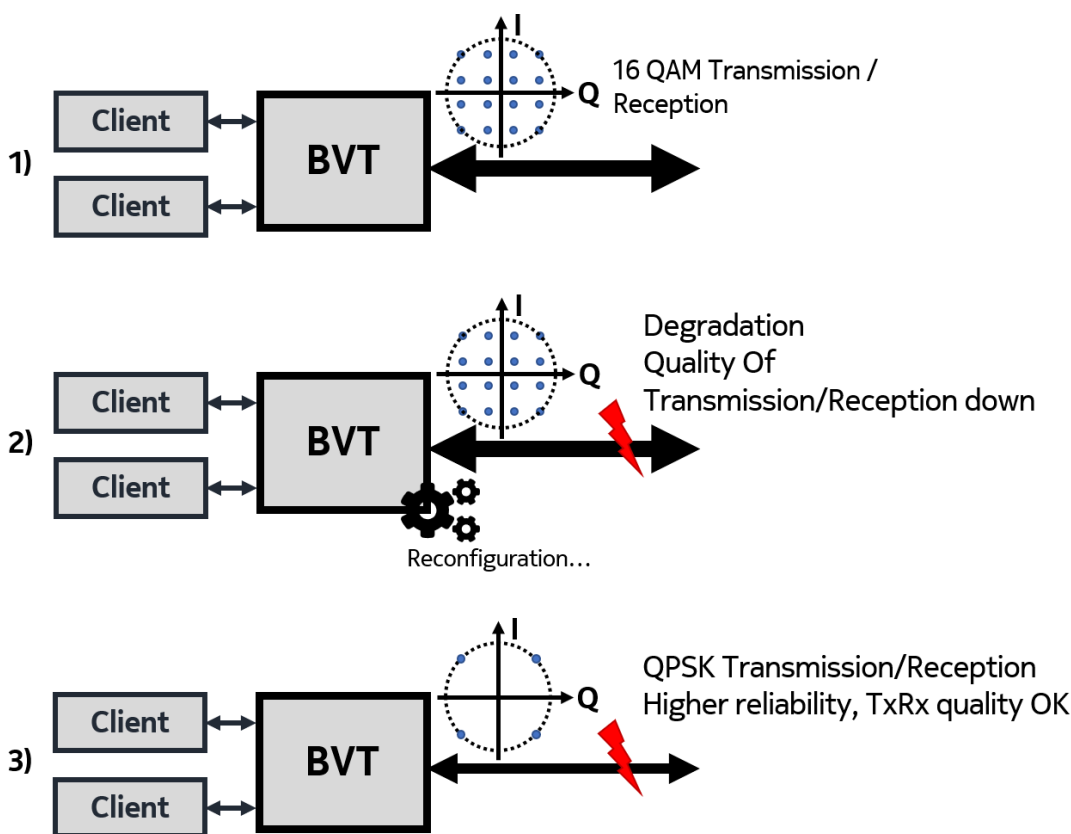 I
16 QAM Transmission /
Q
Reception
Client
1)
BVT
Client
I
Degradation
Quality Of
Q
Transmission/Reception down
Client
2)
BVT
Client
Reconfiguration...
I
QPSK Transmission/Reception
Q
Higher reliability, TxRx quality OK
Client
3)
BVT
Client